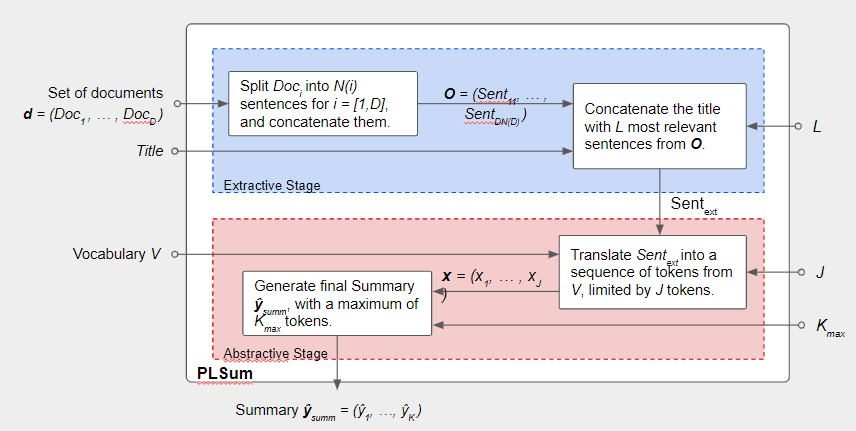 Set of documents
d = (Doc1, ... , DocD)
Title
Split Doci into N(i)
sentences for i = [1,D],
and concatenate them.
O = (Sent11, ... ,
SentDN(D))
Concatenate the title
with L most relevant
sentences from O.
L
Extractive Stage
Sentext
Vocabulary V
Translate Sentext into a
sequence of tokens from
V, limited by J tokens.
J
x = (x1, ... , xJ
)
Generate final Summary
ŷsumm, with a maximum of
Kmax tokens.
Kmax
Abstractive Stage
PLSum
Summary ŷsumm = (ŷ1, ..., ŷK)